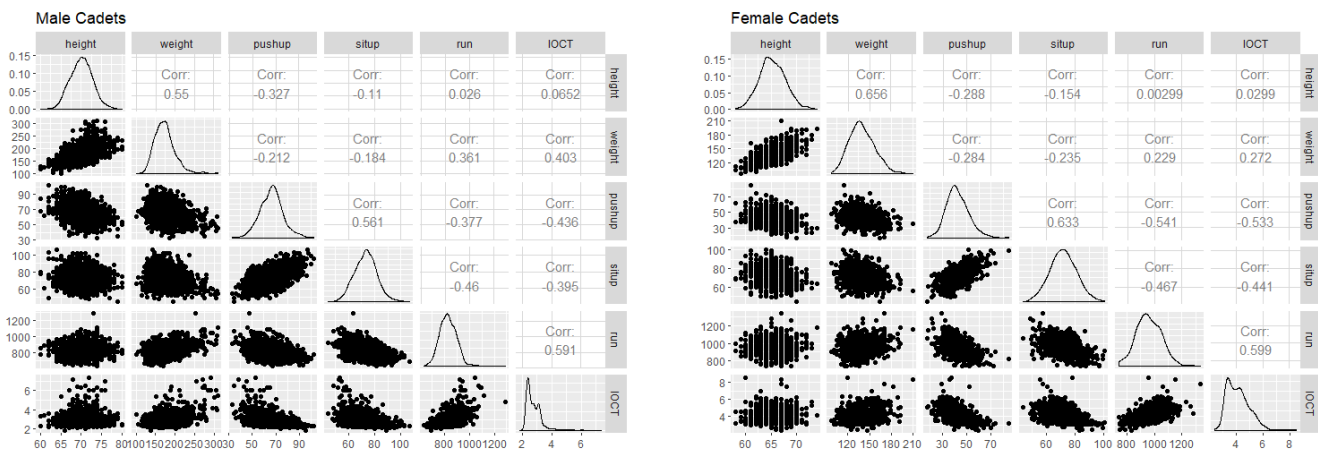 Male Cadets
height weight pushup situp run IOCT
0.15
0.10
0.05
0.00
Corr: Corr: Corr: Corr: Corr:
0.55 -0.327 -0.11 0.026 0.0652
height
300
250
200
150
100
Corr: Corr: Corr: Corr:
-0.212 -0.184 0.361 0.403
weight
90
70
50
30
Corr: Corr: Corr:
0.561 -0.377 -0.436
pushup
100
80
60
Corr: Corr:
-0.46 -0.395
situp
1200
1000
800
Corr:
0.591
run
6
4
2
IOCT
60 65 70 75 80 100 150 200 250 300 30 50 70 90 60 80 100 800 1000 1200 2 4 6
Female Cadets
height weight pushup situp run IOCT
0.15
0.10
0.05
0.00
Corr: Corr: Corr: Corr: Corr:
0.656 -0.288 -0.154 0.00299 0.0299
height
210
180
150
120
Corr: Corr: Corr: Corr:
-0.284 -0.235 0.229 0.272
weight
70
50
30
Corr: Corr: Corr:
0.633 -0.541 -0.533
pushup
100
80
60
Corr: Corr:
-0.467 -0.441
situp
1200
1000
800
Corr:
0.599
run
8
6
4
IOCT
60 65 70 120 150 180 210 30 50 70 60 80 100 800 1000 1200 4 6 8